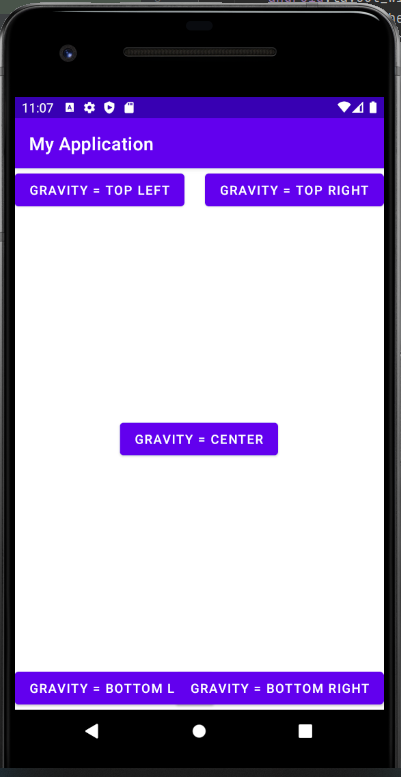 11:07
My Application
GRAVITY = TOP LEFT
GRAVITY = TOP RIGHT
GRAVITY = CENTER
GRAVITY = BOTTOM L
GRAVITY = BOTTOM RIGHT